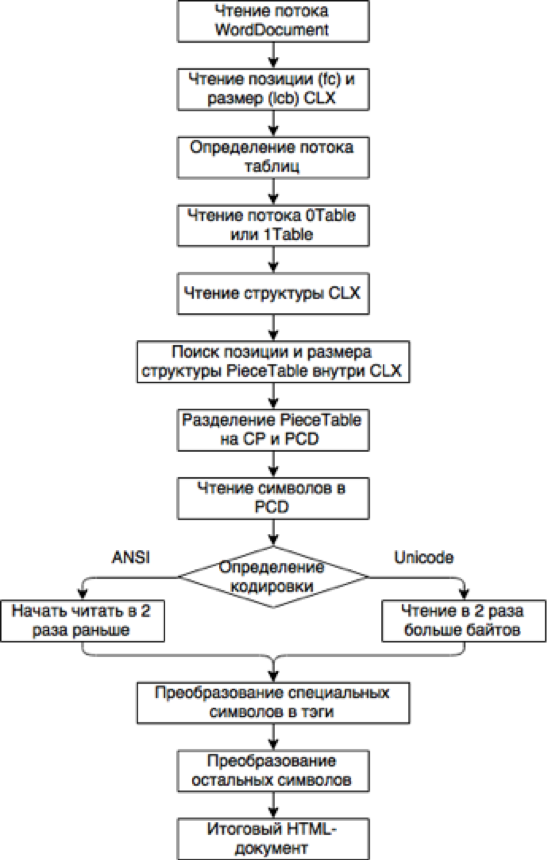 Чтение потока
WordDocument
Чтение позиции (fc) и
размер (lcb) CLX
Определение потока
таблиц
Чтение потока 0Table
или 1Table
Чтение структуры CLX
Поиск позиции и размера
структуры PieceTable внутри CLX
Разделение PieceTable
на CP и PCD
Чтение символов в
PCD
ANSI
Определение
кодировки
Unicode
Начать читать в 2
раза раньше
Чтение в 2 раза
больше байтов
Преобразование специальных
символов в тэги
Преобразование
остальных символов
Итоговый HTML-
документ